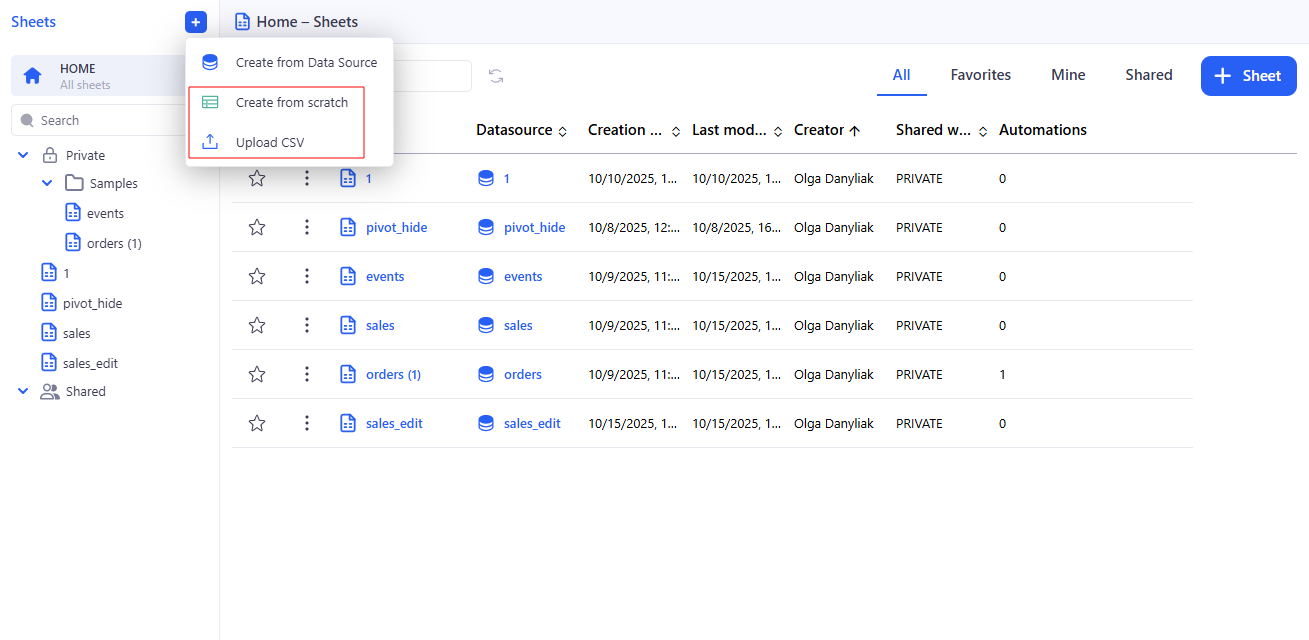 Sheets
Home – Sheets
HOME
All sheets
Search
Private
Samples
events
orders (1)
1
pivot_hide
sales
sales_edit
Shared
Create from Data Source
Create from scratch
Upload CSV
All Favorites Mine Shared Sheet
Datasource Creation ... Last mod... Creator Shared w... Automations
1 1 10/10/2025, 1... 10/10/2025, 1... Olga Danyliak PRIVATE 0
pivot_hide pivot_hide 10/8/2025, 12:... 10/8/2025, 16... Olga Danyliak PRIVATE 0
events events 10/9/2025, 11:... 10/15/2025, 1... Olga Danyliak PRIVATE 0
sales sales 10/9/2025, 11:... 10/15/2025, 1... Olga Danyliak PRIVATE 0
orders (1) orders 10/9/2025, 11:... 10/15/2025, 1... Olga Danyliak PRIVATE 1
sales_edit sales_edit 10/15/2025, 1... 10/15/2025, 1... Olga Danyliak PRIVATE 0